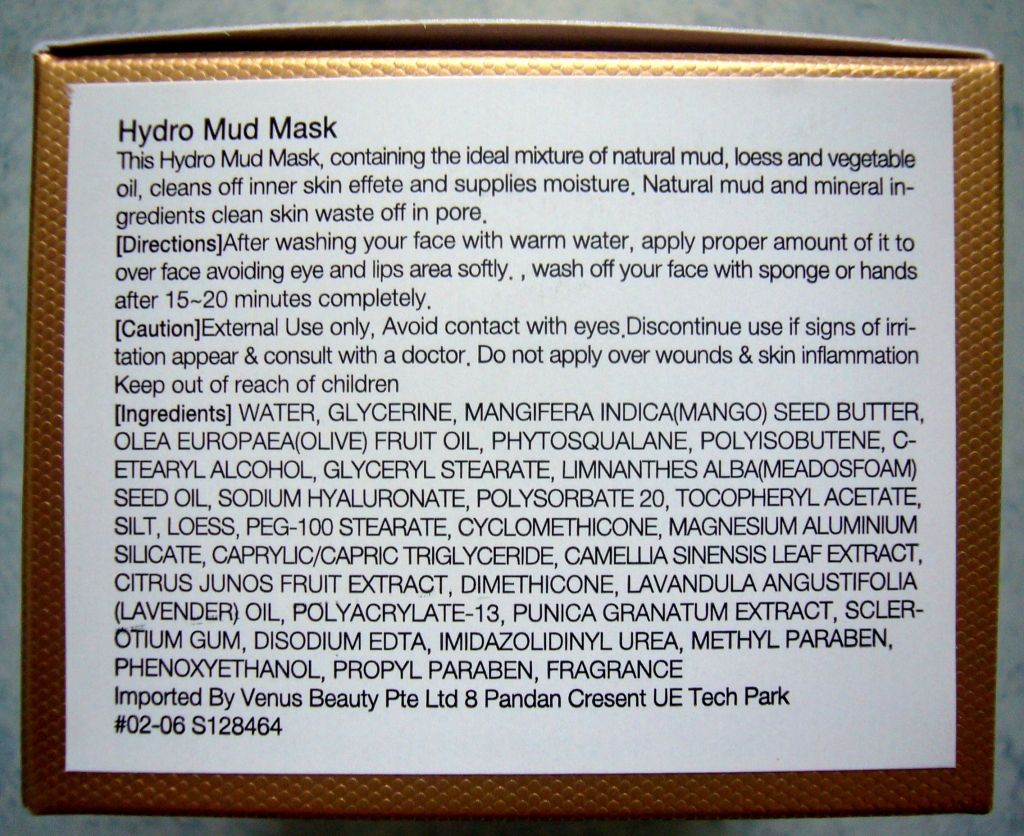 Hydro Mud Mask
This Hydro Mud Mask, containing the ideal mixture of natural mud, loess and vegetable
oil, cleans off inner skin effete and supplies moisture. Natural mud and mineral in-
gredients clean skin waste off in pore.
[Directions]After washing your face with warm water, apply proper amount of it to
over face avoiding eye and lips area softly. , wash off your face with sponge or hands
after 15~20 minutes completely.
[Caution]External Use only, Avoid contact with eyes.Discontinue use if signs of irri-
tation appear & consult with a doctor. Do not apply over wounds & skin inflammation
Keep out of reach of children
[Ingredients] WATER, GLYCERINE, MANGIFERA INDICA(MANGO) SEED BUTTER,
OLEA EUROPAEA(OLIVE) FRUIT OIL, PHYTOSQUALANE, POLYISOBUTENE, C-
ETEARYL ALCOHOL, GLYCERYL STEARATE, LIMNANTHES ALBA(MEADOSFOAM)
SEED OIL, SODIUM HYALURONATE, POLYSORBATE 20, TOCOPHERYL ACETATE,
SILT, LOESS, PEG-100 STEARATE, CYCLOMETHICONE, MAGNESIUM ALUMINIUM
SILICATE, CAPRYLIC/CAPRIC TRIGLYCERIDE, CAMELLIA SINENSIS LEAF EXTRACT,
CITRUS JUNOS FRUIT EXTRACT, DIMETHICONE, LAVANDULA ANGUSTIFOLIA
(LAVENDER) OIL, POLYACRYLATE-13, PUNICA GRANATUM EXTRACT, SCLER-
OTIUM GUM, DISODIUM EDTA, IMIDAZOLIDINYL UREA, METHYL PARABEN,
PHENOXYETHANOL, PROPYL PARABEN, FRAGRANCE
Imported By Venus Beauty Pte Ltd 8 Pandan Cresent UE Tech Park
#02-06 S128464